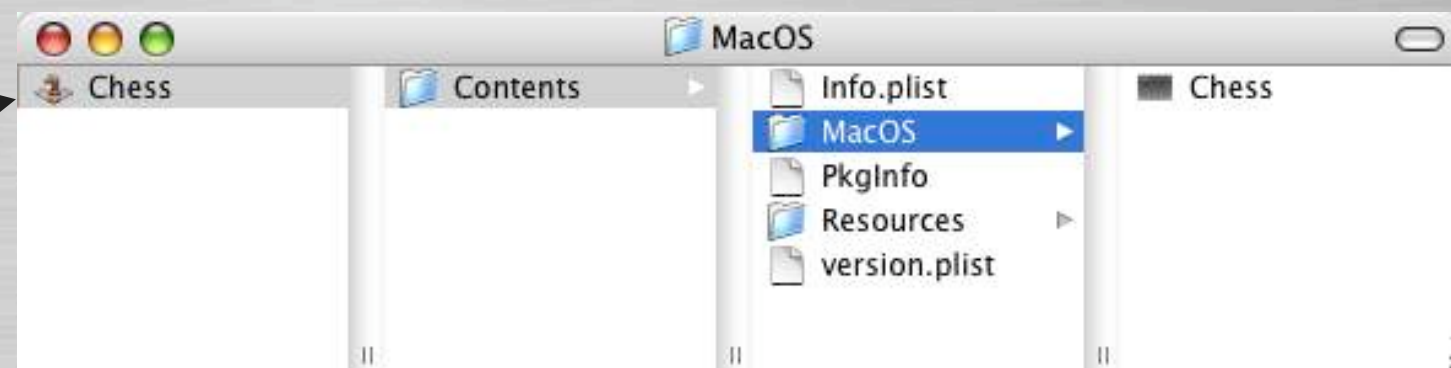 MacOS
Chess
Contents
Info.plist
MacOS
PkgInfo
Resources
version.plist
Chess